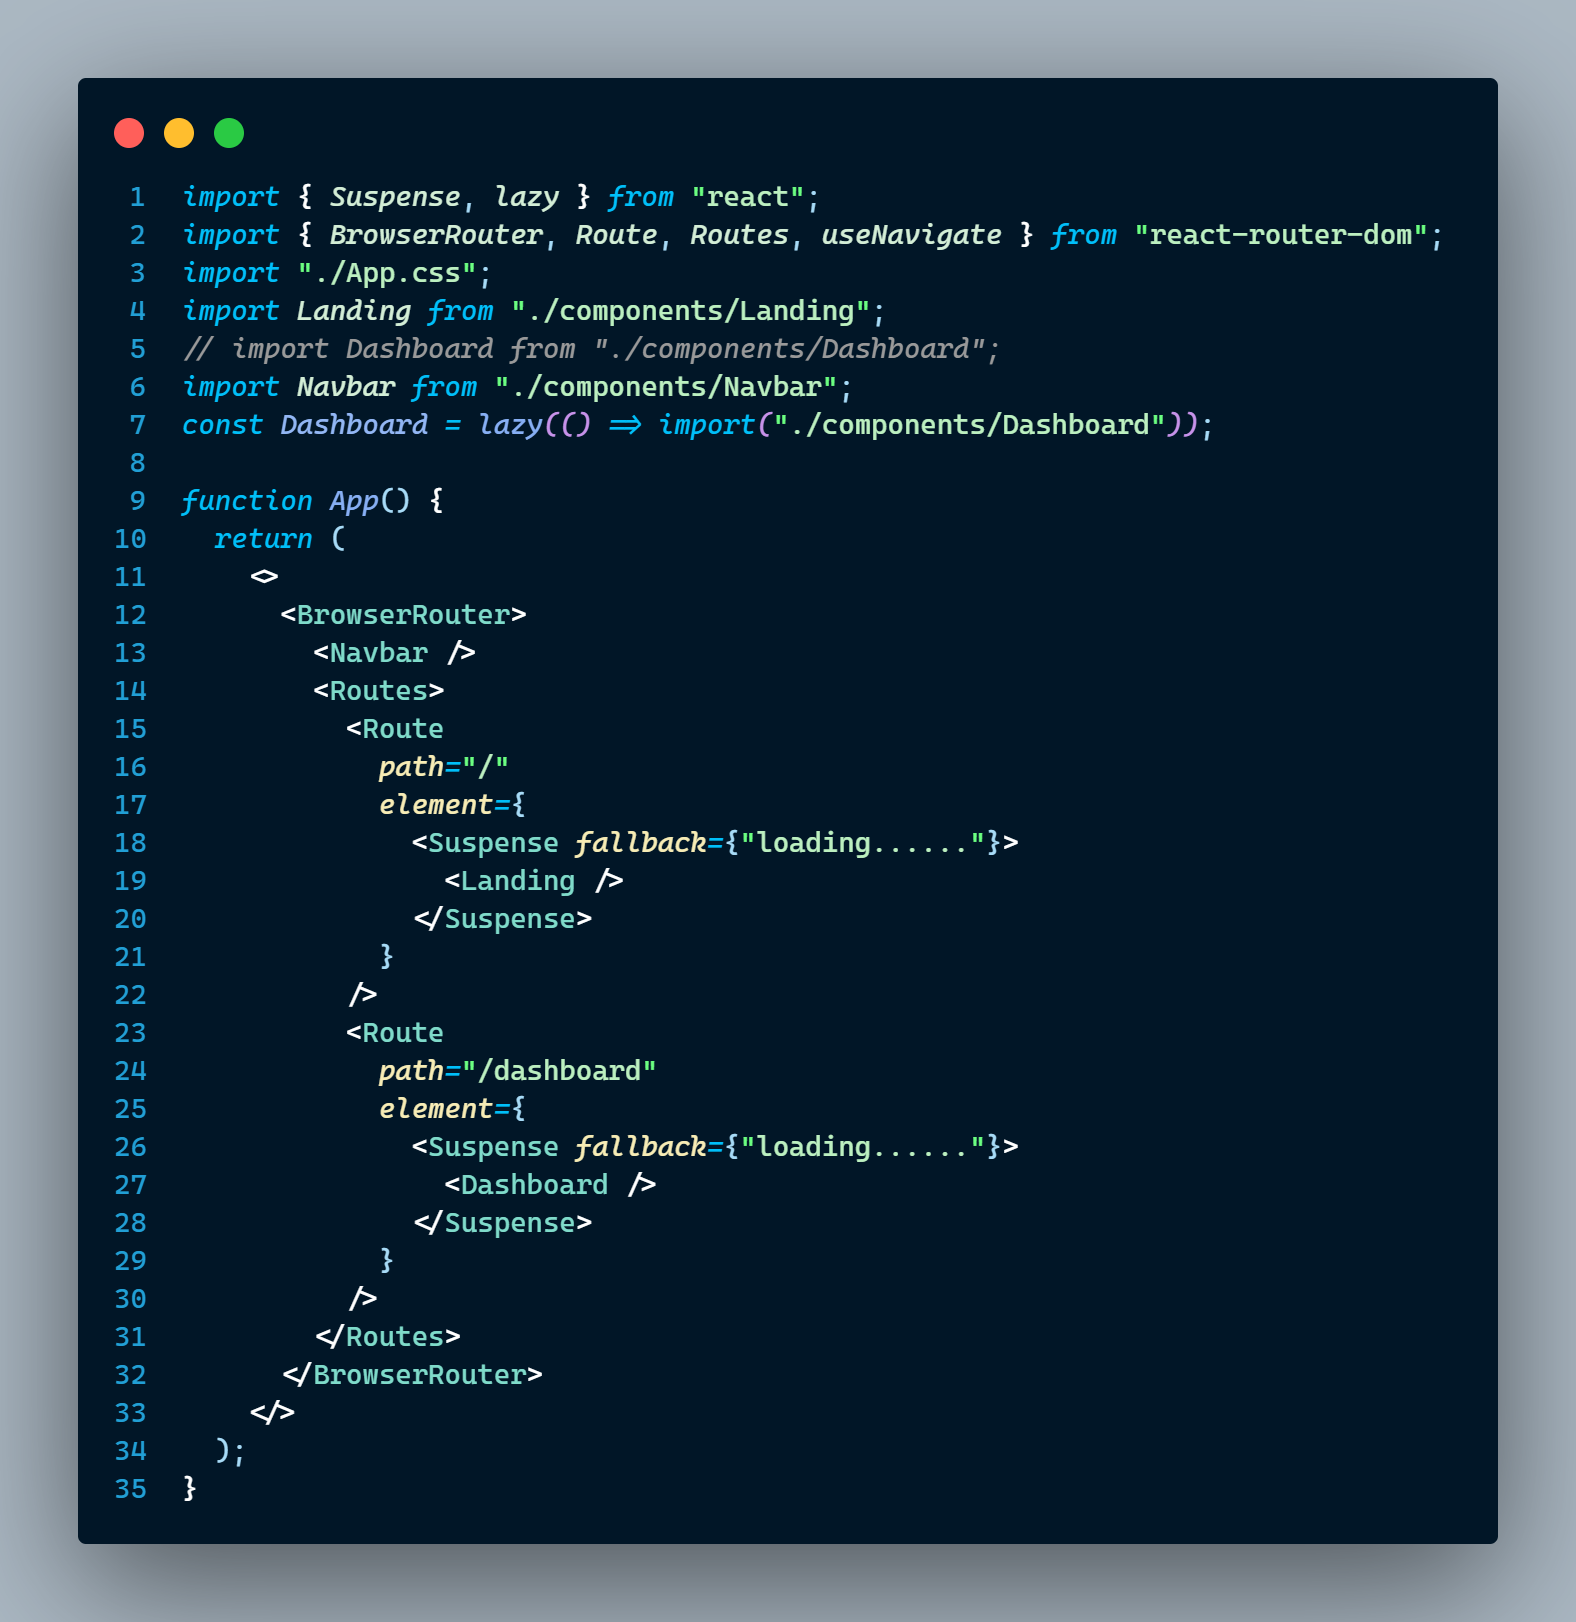 1 import { Suspense, lazy } from "react";
2 import { BrowserRouter, Route, Routes, useNavigate } from "react-router-dom";
3 import "./App.css";
4 import Landing from "./components/Landing";
5 // import Dashboard from "./components/Dashboard";
6 import Navbar from "./components/Navbar";
7 const Dashboard = lazy(() => import("./components/Dashboard"));
8
9 function App() {
10   return (
11     <>
12       <BrowserRouter>
13         <Navbar />
14         <Routes>
15           <Route
16             path="/"
17             element={
18               <Suspense fallback={"loading......"}>
19                 <Landing />
20               </Suspense>
21             }
22           />
23           <Route
24             path="/dashboard"
25             element={
26               <Suspense fallback={"loading......"}>
27                 <Dashboard />
28               </Suspense>
29             }
30           />
31         </Routes>
32       </BrowserRouter>
33     </>
34   );
35 }